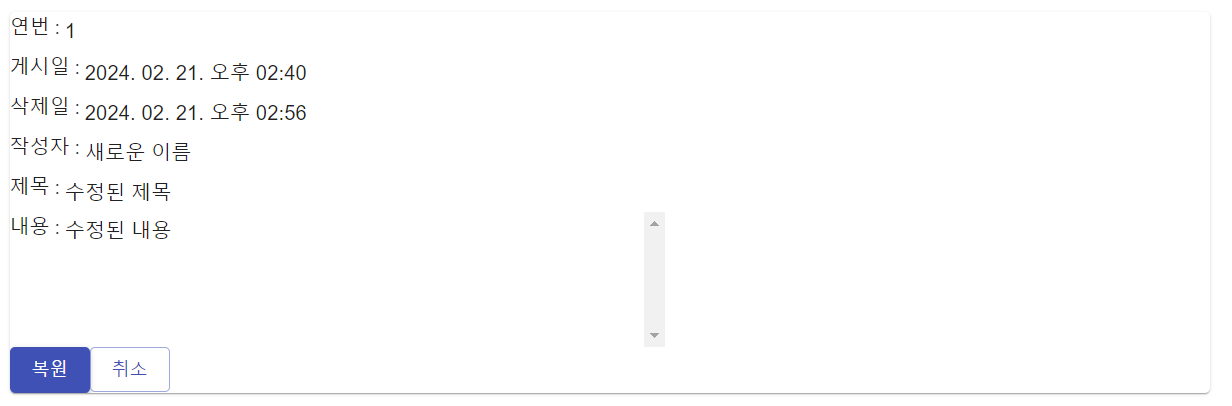 연번 : 1
게시일 : 2024. 02. 21. 오후 02:40
삭제일 : 2024. 02. 21. 오후 02:56
작성자 : 새로운 이름
제목 : 수정된 제목
내용 : 수정된 내용
복원 취소